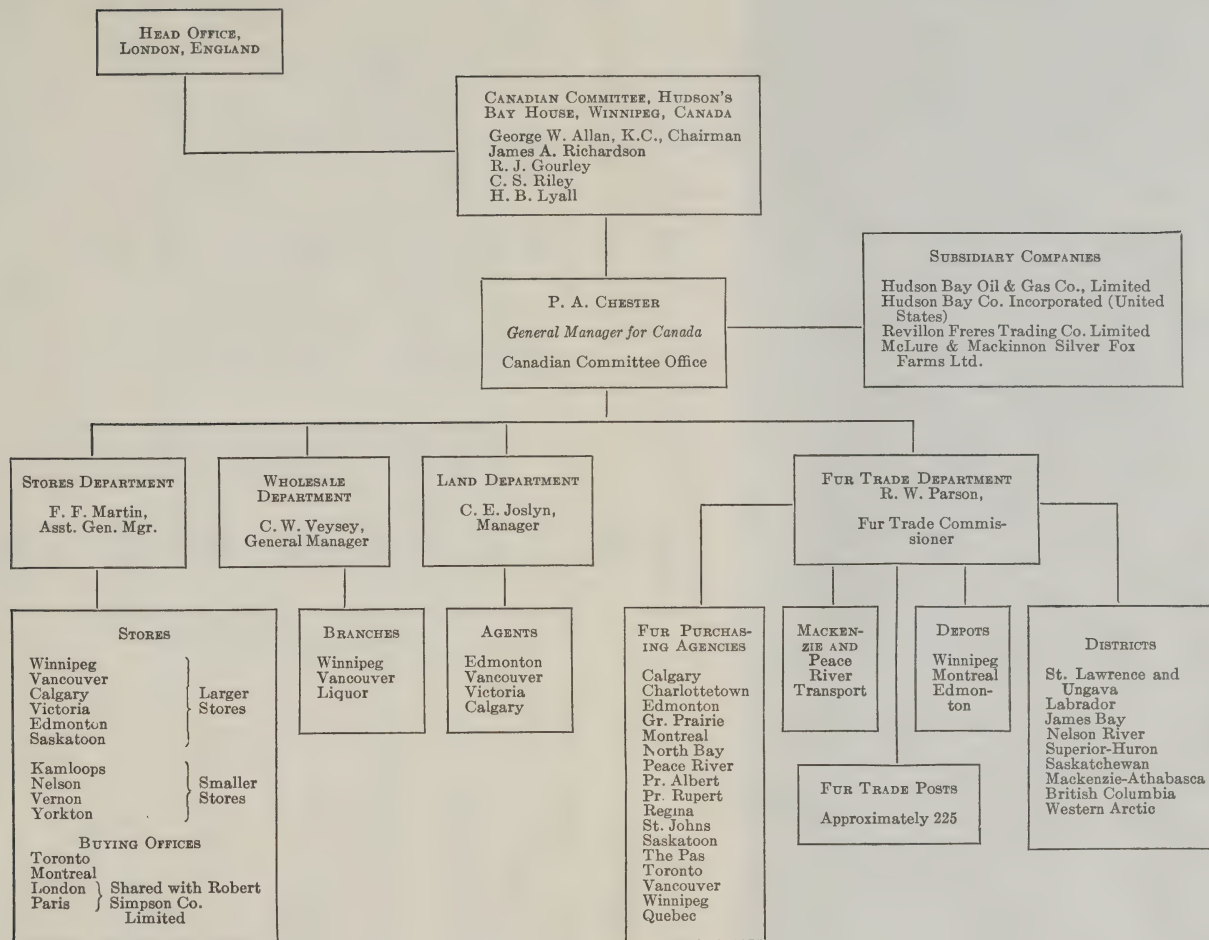 HEAD OFFICE,
LONDON, ENGLAND
CANADIAN COMMITTEE, HUDSON'S
BAY HOUSE, WINNIPEG, CANADA
George W. Allan, K.C., Chairman
James A. Richardson
R. J. Gourley
C. S. Riley
H. B. Lyall
P. A. CHESTER
General Manager for Canada
Canadian Committee Office
SUBSIDIARY COMPANIES
Hudson Bay Oil & Gas Co., Limited
Hudson Bay Co. Incorporated (United
States)
Revillon Freres Trading Co. Limited
McLure & Mackinnon Silver Fox
Farms Ltd.
STORES DEPARTMENT
F. F. Martin,
Asst. Gen. Mgr.
WHOLESALE
DEPARTMENT
C. W. Veysey,
General Manager
LAND DEPARTMENT
C. E. Joslyn,
Manager
FUR TRADE DEPARTMENT
R. W. Parson,
Fur Trade Commis-
sioner
STORES
Winnipeg
Vancouver
Calgary
Victoria
Edmonton
Saskatoon
Larger
Stores
Kamloops
Nelson
Vernon
Yorkton
Smaller
Stores
BUYING OFFICES
Toronto
Montreal
London } Shared with Robert
Paris } Simpson Co.
Limited
BRANCHES
Winnipeg
Vancouver
Liquor
AGENTS
Edmonton
Vancouver
Victoria
Calgary
FUR PURCHAS-
ING AGENCIES
Calgary
Charlottetown
Edmonton
Gr. Prairie
Montreal
North Bay
Peace River
Pr. Albert
Pr. Rupert
Regina
St. Johns
Saskatoon
The Pas
Toronto
Vancouver
Winnipeg
Quebec
MACKEN-
ZIE AND
Peace
River
Transport
FUR TRADE POSTS
Approximately 225
DEPOTS
Winnipeg
Montreal
Edmon-
ton
DISTRICTS
St. Lawrence and
Ungava
Labrador
James Bay
Nelson River
Superior-Huron
Saskatchewan
Mackenzie-Athabasca
British Columbia
Western Arctic